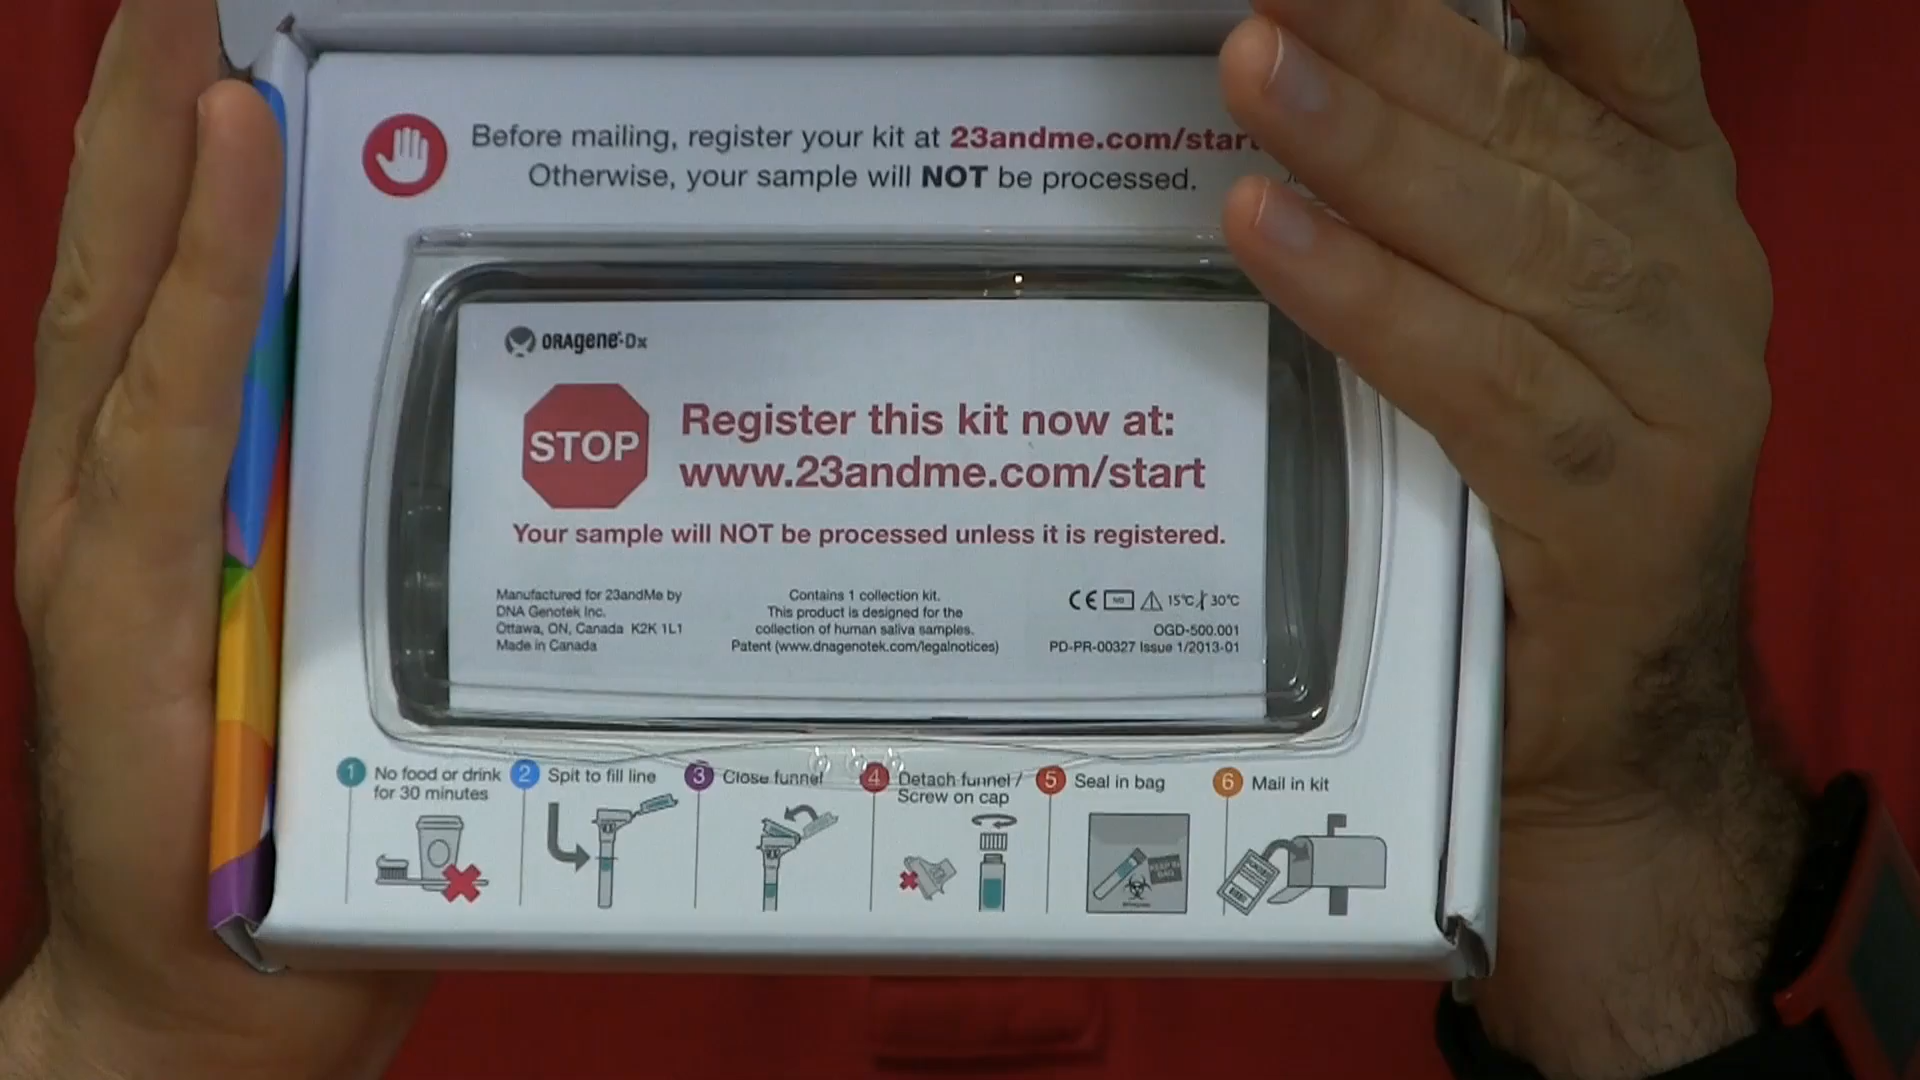 Before mailing, register your kit at 23andme.com/start
Otherwise, your sample will NOT be processed.
ORAgene·Dx
STOP
Register this kit now at:
www.23andme.com/start
Your sample will NOT be processed unless it is registered.
Manufactured for 23andMe by
DNA Genotek Inc.
Ottawa, ON, Canada K2K 1L1
Made in Canada
Contains 1 collection kit.
This product is designed for the
collection of human saliva samples.
Patent (www.dnagenotek.com/legalnotices)
CE 15°C 30°C
OGD-500.001
PD-PR-00327 Issue 1/2013-01
1 No food or drink
for 30 minutes
2 Spit to fill line
3 Close funnel
4 Detach funnel /
Screw on cap
5 Seal in bag
6 Mail in kit